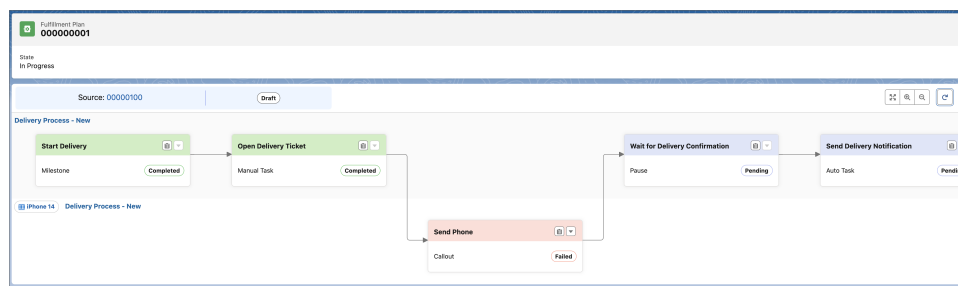 Fulfillment Plan
000000001
State
In Progress
Source: 00000100
Draft
Delivery Process - New
Start Delivery
Milestone
Completed
Open Delivery Ticket
Manual Task
Completed
Wait for Delivery Confirmation
Pause
Pending
Send Delivery Notification
Auto Task
Pendi
iPhone 14
Delivery Process - New
Send Phone
Callout
Failed